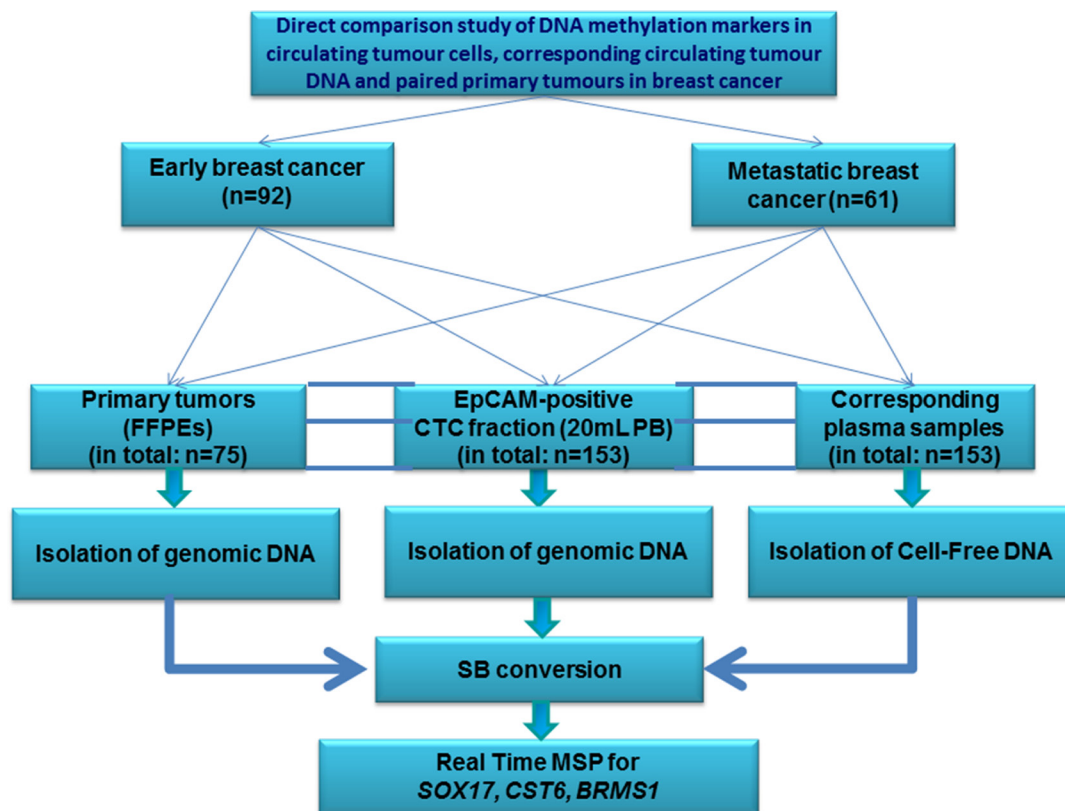 Direct comparison study of DNA methylation markers in
circulating tumour cells, corresponding circulating tumour
DNA and paired primary tumours in breast cancer
Early breast cancer
(n=92)
Metastatic breast
cancer (n=61)
Primary tumors
(FFPEs)
(in total: n=75)
EpCAM-positive
CTC fraction (20mL PB)
(in total: n=153)
Corresponding
plasma samples
(in total: n=153)
Isolation of genomic DNA
Isolation of genomic DNA
Isolation of Cell-Free DNA
SB conversion
Real Time MSP for
SOX17, CST6, BRMS1